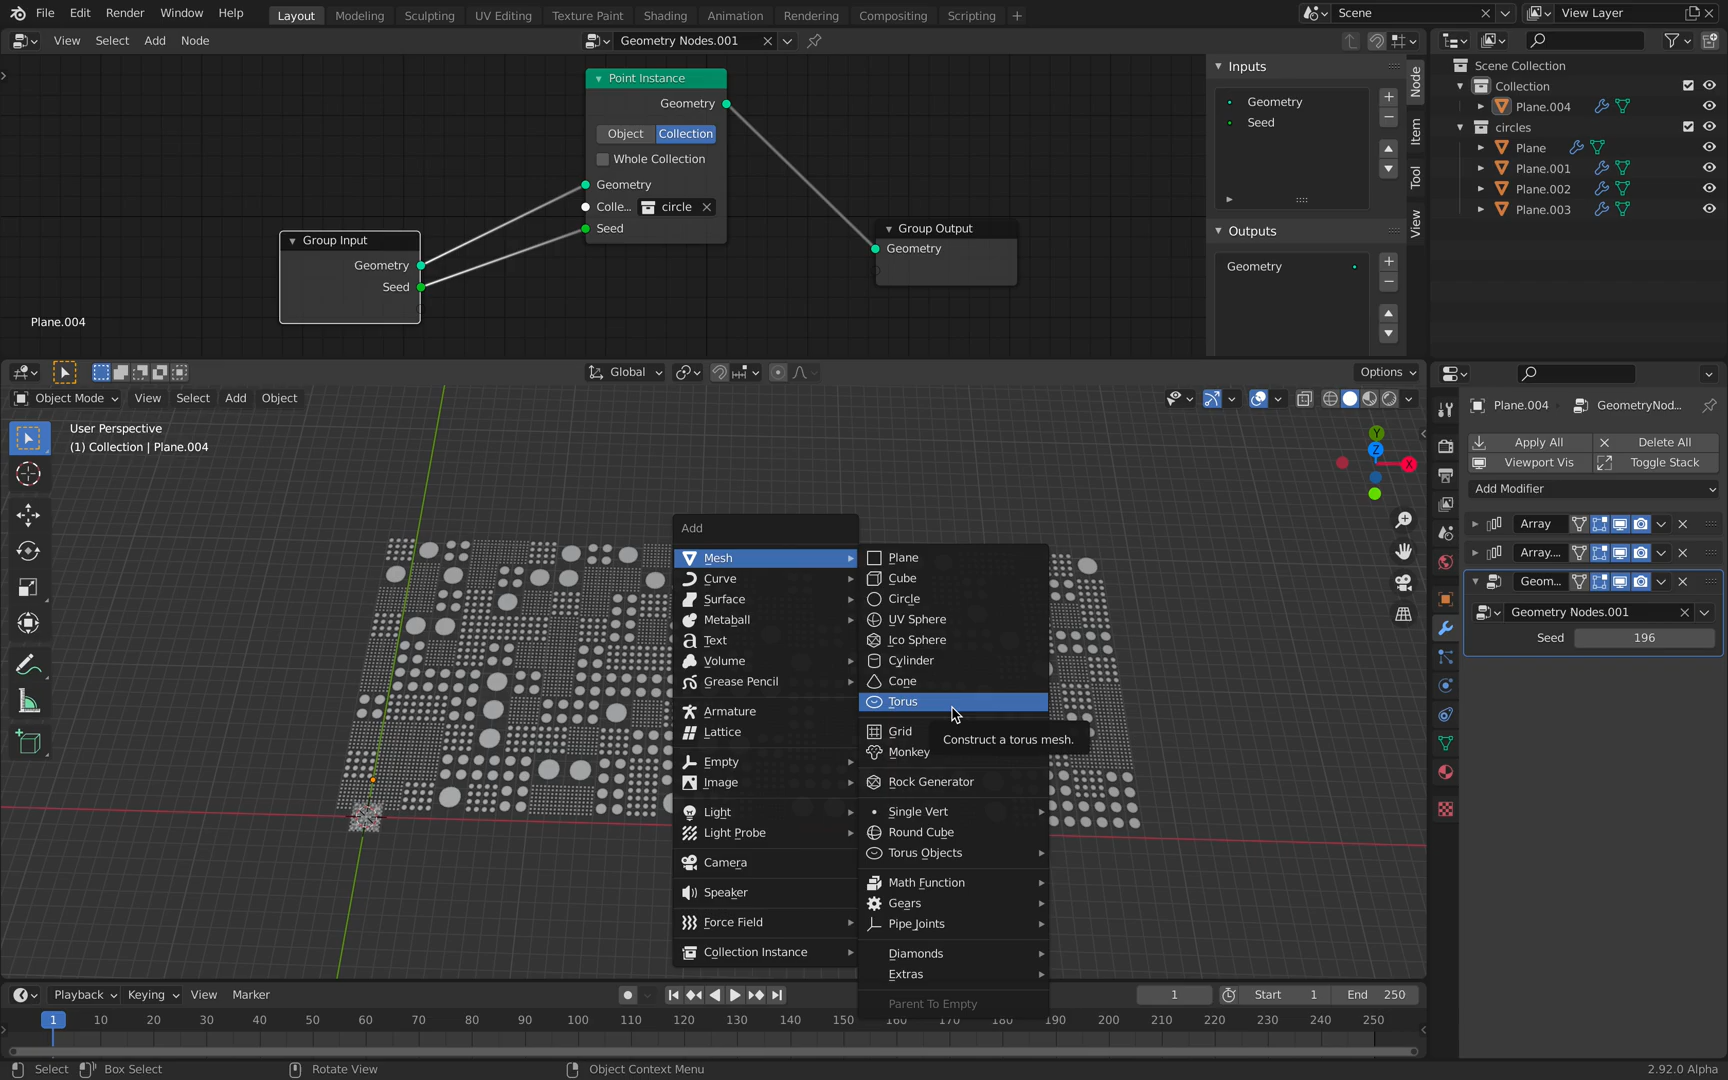 File Edit Render Window Help Layout Modeling Sculpting UV Editing Texture Paint Shading Animation Rendering Compositing Scripting Scene View Layer
View Select Add Node Geometry Nodes.001
Point Instance
Geometry
Object Collection
Whole Collection
Geometry
Colle... circle
Seed
Group Input
Geometry
Seed
Group Output
Geometry
Plane.004
Inputs
Geometry
Seed
Outputs
Geometry
Node
Item
Tool
View
Scene Collection
Collection
Plane.004
circles
Plane
Plane.001
Plane.002
Plane.003
Global Options
Object Mode View Select Add Object
User Perspective
(1) Collection | Plane.004
Y
Z
X
Add
Mesh
Curve
Surface
Metaball
Text
Volume
Grease Pencil
Armature
Lattice
Empty
Image
Light
Light Probe
Camera
Speaker
Force Field
Collection Instance
Plane
Cube
Circle
UV Sphere
Ico Sphere
Cylinder
Cone
Torus
Grid
Construct a torus mesh.
Monkey
Rock Generator
Single Vert
Round Cube
Torus Objects
Math Function
Gears
Pipe Joints
Diamonds
Extras
Parent To Empty
Plane.004 GeometryNod...
Apply All Delete All
Viewport Vis Toggle Stack
Add Modifier
Array
Array....
Geom...
Geometry Nodes.001
Seed 196
Playback Keying View Marker 1 Start 1 End 250
1 10 20 30 40 50 60 70 80 90 100 110 120 130 140 150 160 170 180 190 200 210 220 230 240 250
Select Box Select Rotate View Object Context Menu 2.92.0 Alpha